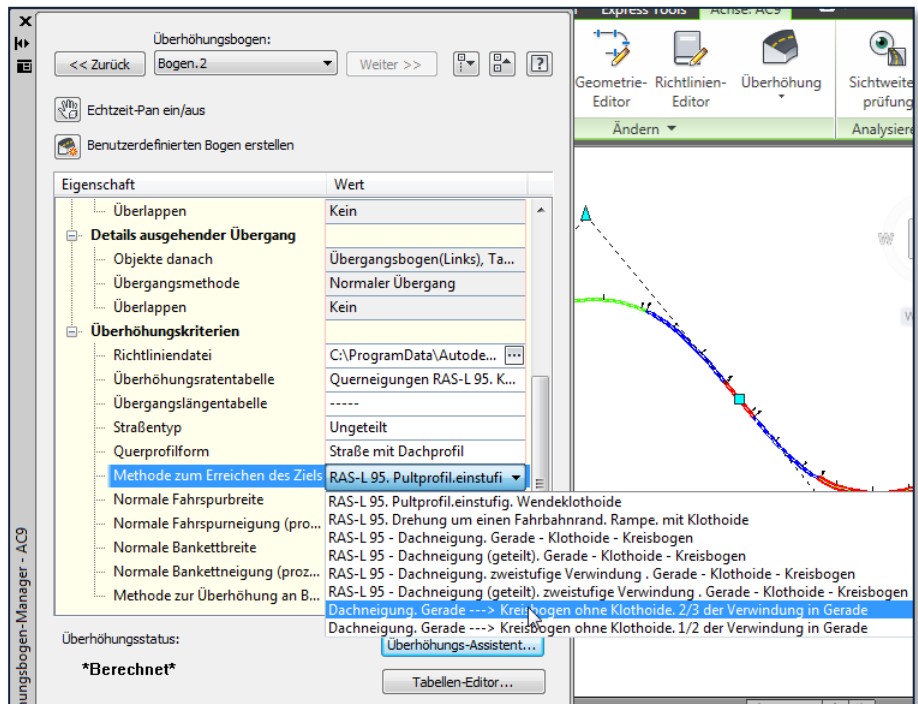 Express Tools
Achse: AC9
Überhöhungsbogen:
<< Zurück
Bogen.2
Weiter >>
?
Echtzeit-Pan ein/aus
Benutzerdefinierten Bogen erstellen
Eigenschaft Wert
Überlappen Kein
Details ausgehender Übergang
Objekte danach Übergangsbogen(Links), Ta...
Übergangsmethode Normaler Übergang
Überlappen Kein
Überhöhungskriterien
Richtliniendatei C:\ProgramData\Autode... ...
Überhöhungsratentabelle Querneigungen RAS-L 95. K...
Übergangslängentabelle -----
Straßentyp Ungeteilt
Querprofilform Straße mit Dachprofil
Methode zum Erreichen des Ziels RAS-L 95. Pultprofil.einstufi
Normale Fahrspurbreite
Normale Fahrspurneigung (pro...
Normale Bankettbreite
Normale Bankettneigung (proz...
Methode zur Überhöhung an B...
RAS-L 95. Pultprofil.einstufig. Wendeklothoide
RAS-L 95. Drehung um einen Fahrbahnrand. Rampe. mit Klothoide
RAS-L 95 - Dachneigung. Gerade - Klothoide - Kreisbogen
RAS-L 95 - Dachneigung (geteilt). Gerade - Klothoide - Kreisbogen
RAS-L 95 - Dachneigung. zweistufige Verwindung . Gerade - Klothoide - Kreisbogen
RAS-L 95 - Dachneigung (geteilt). zweistufige Verwindung . Gerade - Klothoide - Kreisbogen
Dachneigung. Gerade ---> Kreisbogen ohne Klothoide. 2/3 der Verwindung in Gerade
Dachneigung. Gerade ---> Kreisbogen ohne Klothoide. 1/2 der Verwindung in Gerade
Überhöhungsstatus:
*Berechnet*
Überhöhungs-Assistent...
Tabellen-Editor...
ungsbogen-Manager - AC9
Geometrie-
Editor
Richtlinien-
Editor
Überhöhung
Sichtweite
prüfung
Ändern
Analysiere
W
W